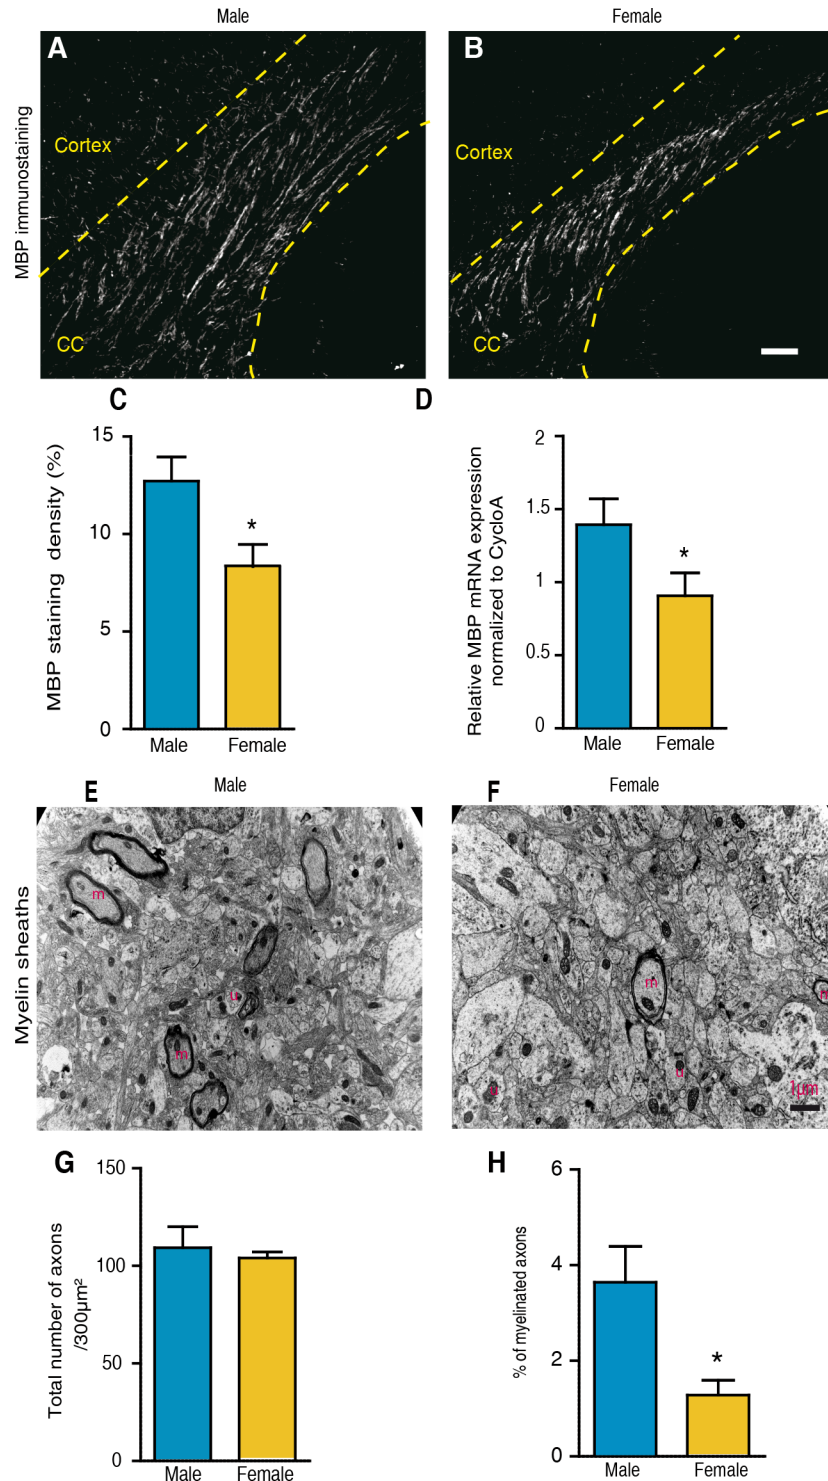 Male
Female
A
B
MBP immunostaining
Cortex
Cortex
CC
CC
C
D
MBP staining density (%)
15
10
5
0
*
Male
Female
Relative MBP mRNA expression
normalized to CycloA
2
1.5
1
0.5
0
*
Male
Female
E
Male
F
Female
Myelin sheaths
m
u
m
m
m
u
u
1µm
G
H
Total number of axons
/300µm²
150
100
50
0
Male
Female
% of myelinated axons
6
4
2
0
*
Male
Female